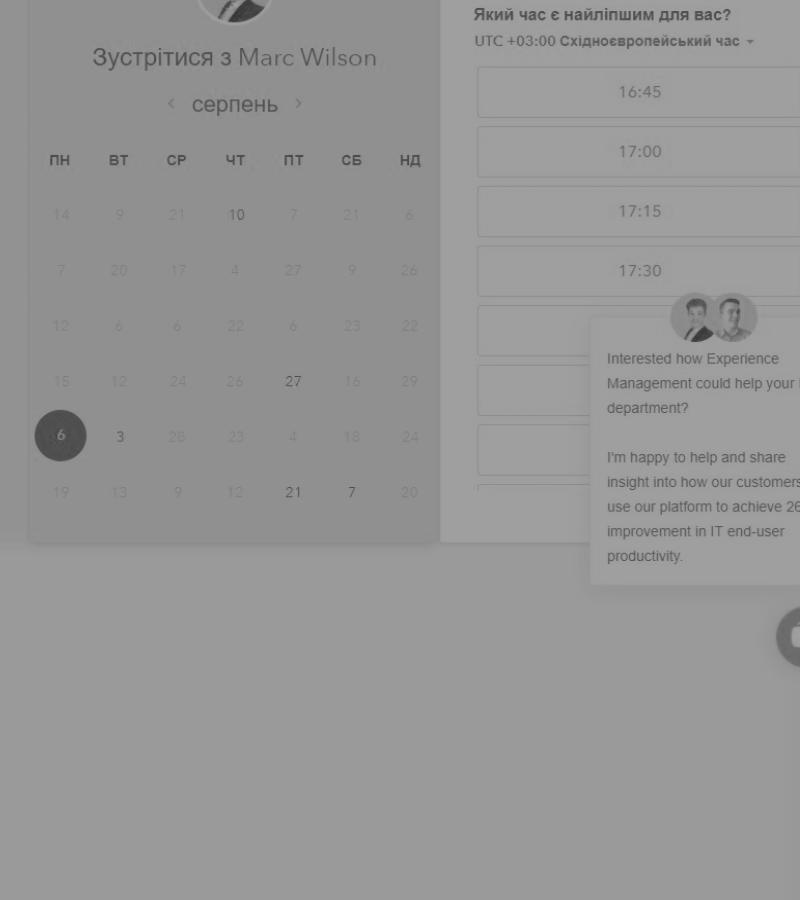 Зустрітися з Marc Wilson
серпень
ПН ВТ СР ЧТ ПТ СБ НД
14 9 21 10 7 21 6
7 20 17 4 27 9 26
12 6 6 22 6 23 22
15 12 24 26 27 16 29
6 3 28 23 4 18 24
19 13 9 12 21 7 20
Який час є найліпшим для вас?
UTC +03:00 Східноєвропейський час
16:45
17:00
17:15
17:30
Interested how Experience
Management could help your
department?
I'm happy to help and share
insight into how our customers
use our platform to achieve 26
improvement in IT end-user
productivity.